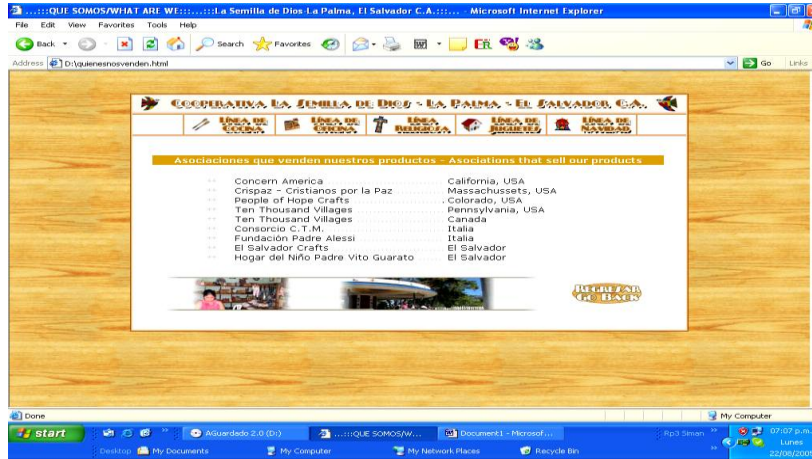 ...:::QUE SOMOS/WHAT ARE WE:::...:::La Semilla de Dios-La Palma, El Salvador C.A.:::... - Microsoft Internet Explorer
File Edit View Favorites Tools Help
Back Search Favorites
Address D:\quienesnosvenden.html Go Links
Cooperativa La Semilla de Dios - La Palma - El Salvador, C.A.
Línea de Cocina
Línea de Oficina
Línea Religiosa
Línea de Juguetes
Línea de Navidad
Asociaciones que venden nuestros productos - Asociations that sell our products
Concern America California, USA
Crispaz - Cristianos por la Paz Massachussets, USA
People of Hope Crafts Colorado, USA
Ten Thousand Villages Pennsylvania, USA
Ten Thousand Villages Canada
Consorcio C.T.M. Italia
Fundación Padre Alessi Italia
El Salvador Crafts El Salvador
Hogar del Niño Padre Vito Guarato El Salvador
Regresar
Go Back
Done My Computer
start AGuardado 2.0 (D:) ...:::QUE SOMOS/W... Document1 - Microsof... Rp3 Siman 07:07 p.m.
Desktop My Documents My Computer My Network Places Recycle Bin Lunes